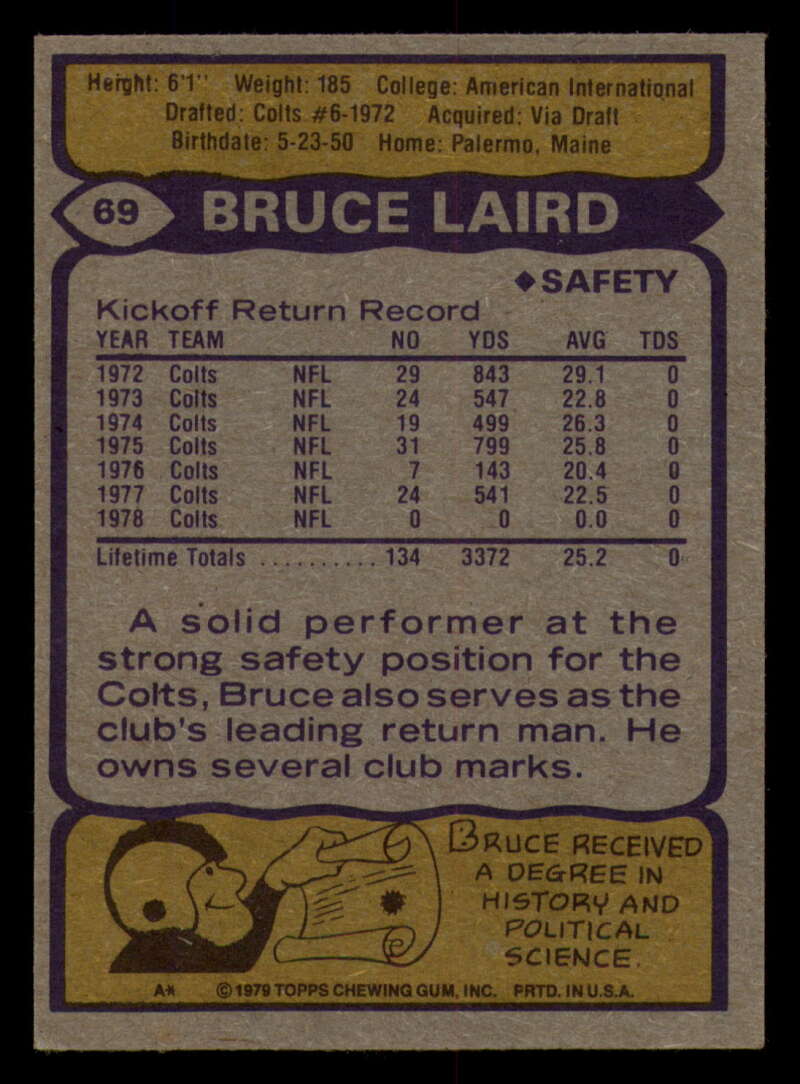 Height: 6'1" Weight: 185 College: American International
Drafted: Colts #6-1972 Acquired: Via Draft
Birthdate: 5-23-50 Home: Palermo, Maine
69 BRUCE LAIRD
◆SAFETY
Kickoff Return Record
YEAR TEAM NO YDS AVG TDS
1972 Colts NFL 29 843 29.1 0
1973 Colts NFL 24 547 22.8 0
1974 Colts NFL 19 499 26.3 0
1975 Colts NFL 31 799 25.8 0
1976 Colts NFL 7 143 20.4 0
1977 Colts NFL 24 541 22.5 0
1978 Colts NFL 0 0 0.0 0
Lifetime Totals .......... 134 3372 25.2 0
A solid performer at the
strong safety position for the
Colts, Bruce also serves as the
club's leading return man. He
owns several club marks.
BRUCE RECEIVED
A DEGREE IN
HISTORY AND
POLITICAL
SCIENCE.
A* ©1979 TOPPS CHEWING GUM, INC. PRTD. IN U.S.A.